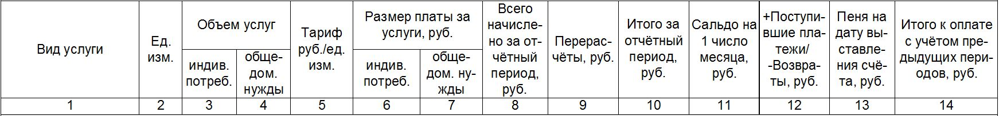 Вид услуги
Ед.
изм.
Объем услуг
индив.
потреб.
обще-
дом.
нужды
Тариф
руб./ед.
изм.
Размер платы за
услуги, руб.
индив.
потреб.
обще-
дом. ну-
жды
Всего
начисле-
но за от-
чётный
период,
руб.
Перерас-
чёты, руб.
Итого за
отчётный
период,
руб.
Сальдо на
1 число
месяца,
руб.
+Поступи-
вшие пла-
тежи/
-Возвра-
ты, руб.
Пеня на
дату вы-
ставле-
ния счё-
та, руб.
Итого к оплате
с учётом пре-
дыдущих пери-
одов, руб.
1 2 3 4 5 6 7 8 9 10 11 12 13 14